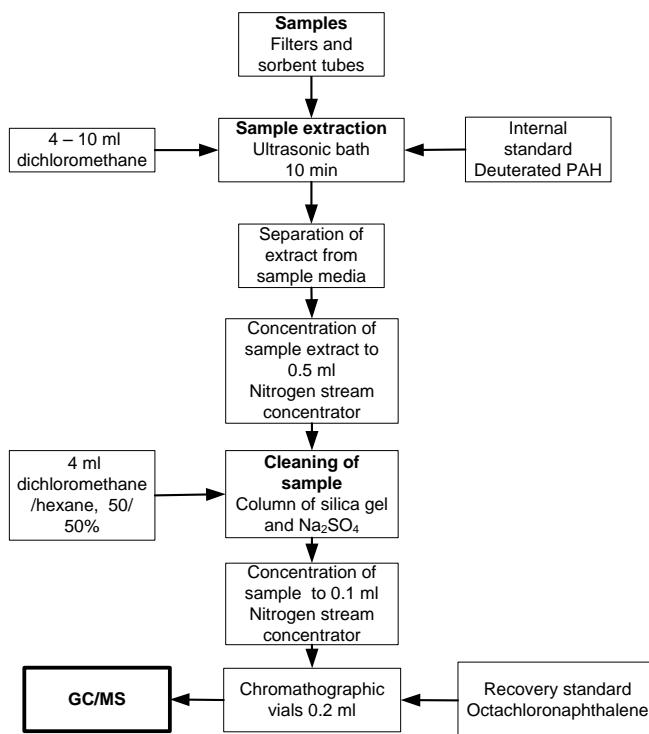 Samples
Filters and
sorbent tubes
4 – 10 ml
dichloromethane
Sample extraction
Ultrasonic bath
10 min
Internal
standard
Deuterated PAH
Separation of
extract from
sample media
Concentration of
sample extract to
0.5 ml
Nitrogen stream
concentrator
4 ml
dichloromethane
/hexane, 50/
50%
Cleaning of
sample
Column of silica gel
and Na₂SO₄
Concentration of
sample to 0.1 ml
Nitrogen stream
concentrator
GC/MS
Chromathographic
vials 0.2 ml
Recovery standard
Octachloronaphthalene